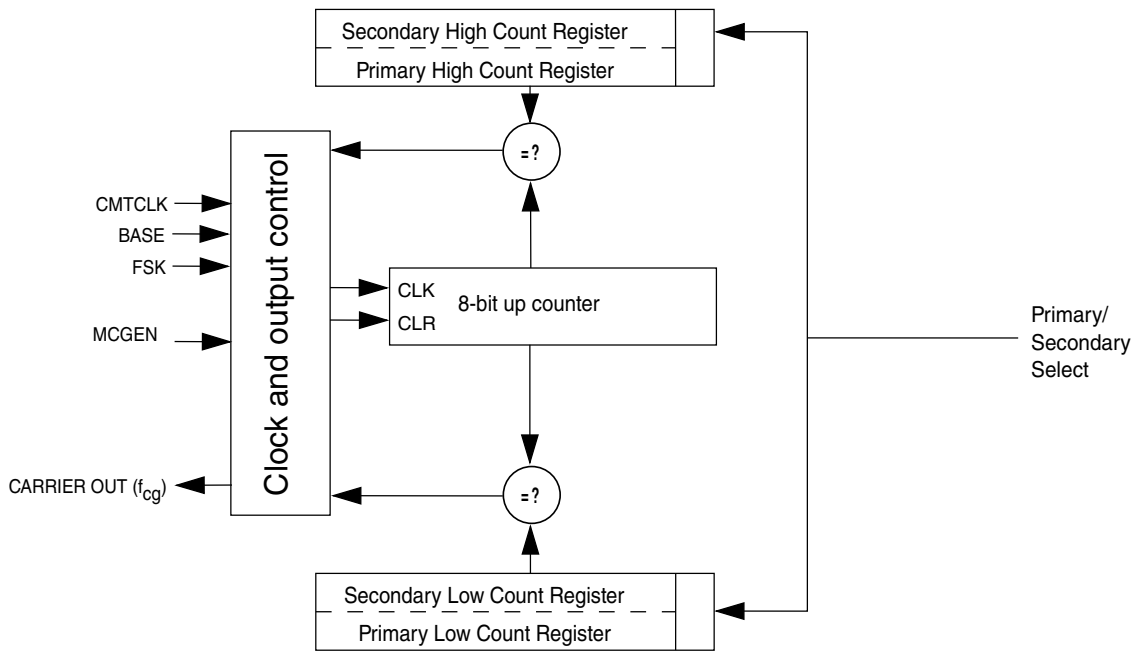 Secondary High Count Register
Primary High Count Register
=?
Clock and output control
CMTCLK
BASE
FSK
MCGEN
CARRIER OUT (fcg)
CLK
CLR
8-bit up counter
Primary/
Secondary
Select
=?
Secondary Low Count Register
Primary Low Count Register